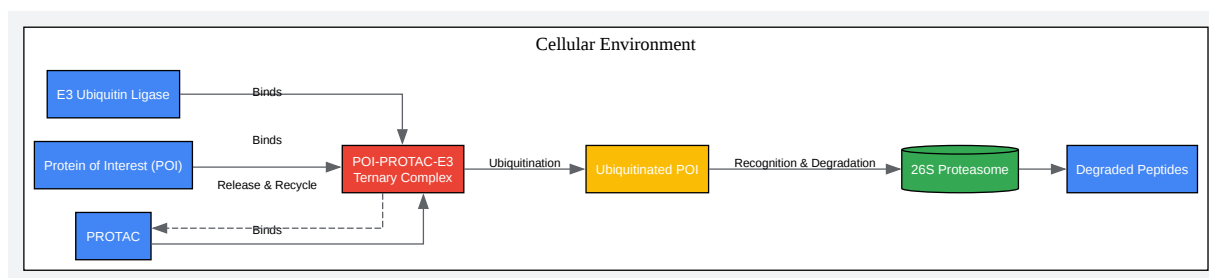 Cellular Environment
E3 Ubiquitin Ligase
Binds
Protein of Interest (POI)
Binds
Release & Recycle
PROTAC
Binds
POI-PROTAC-E3
Ternary Complex
Ubiquitination
Ubiquitinated POI
Recognition & Degradation
26S Proteasome
Degraded Peptides